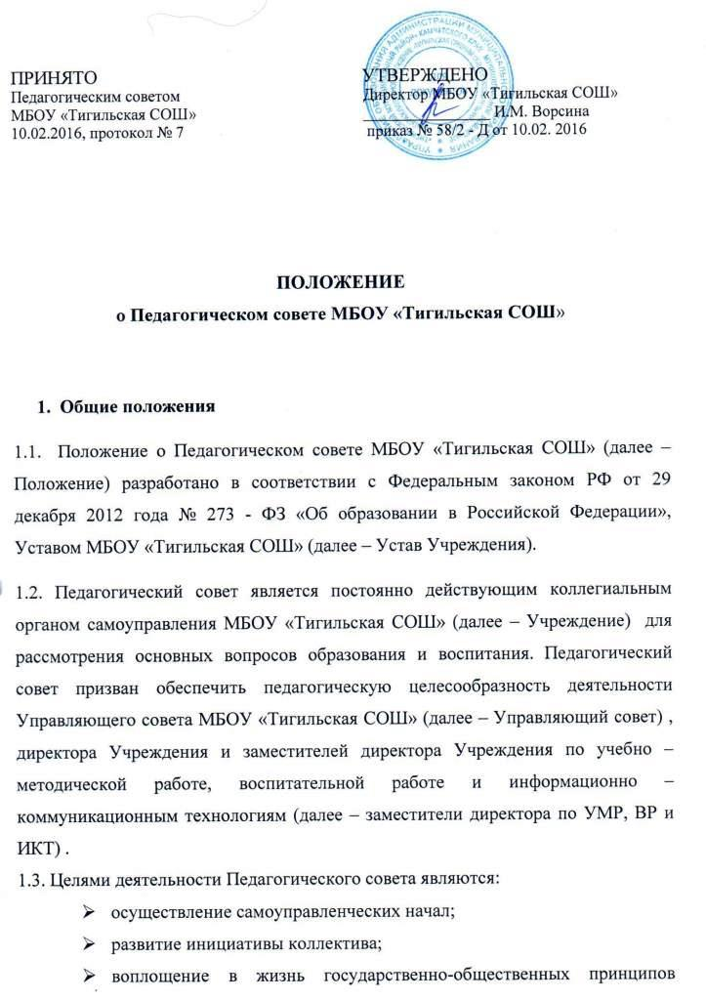 ПРИНЯТО
Педагогическим советом
МБОУ «Тигильская СОШ»
10.02.2016, протокол № 7
УТВЕРЖДЕНО
Директор МБОУ «Тигильская СОШ»
И.М. Ворсина
приказ № 58/2 - Д от 10.02. 2016
ПОЛОЖЕНИЕ
о Педагогическом совете МБОУ «Тигильская СОШ»
1. Общие положения
1.1. Положение о Педагогическом совете МБОУ «Тигильская СОШ» (далее –
Положение) разработано в соответствии с Федеральным законом РФ от 29
декабря 2012 года № 273 - ФЗ «Об образовании в Российской Федерации»,
Уставом МБОУ «Тигильская СОШ» (далее – Устав Учреждения).
1.2. Педагогический совет является постоянно действующим коллегиальным
органом самоуправления МБОУ «Тигильская СОШ» (далее – Учреждение) для
рассмотрения основных вопросов образования и воспитания. Педагогический
совет призван обеспечить педагогическую целесообразность деятельности
Управляющего совета МБОУ «Тигильская СОШ» (далее – Управляющий совет) ,
директора Учреждения и заместителей директора Учреждения по учебно –
методической работе, воспитательной работе и информационно –
коммуникационным технологиям (далее – заместители директора по УМР, ВР и
ИКТ) .
1.3. Целями деятельности Педагогического совета являются:
➢ осуществление самоуправленческих начал;
➢ развитие инициативы коллектива;
➢ воплощение в жизнь государственно-общественных принципов